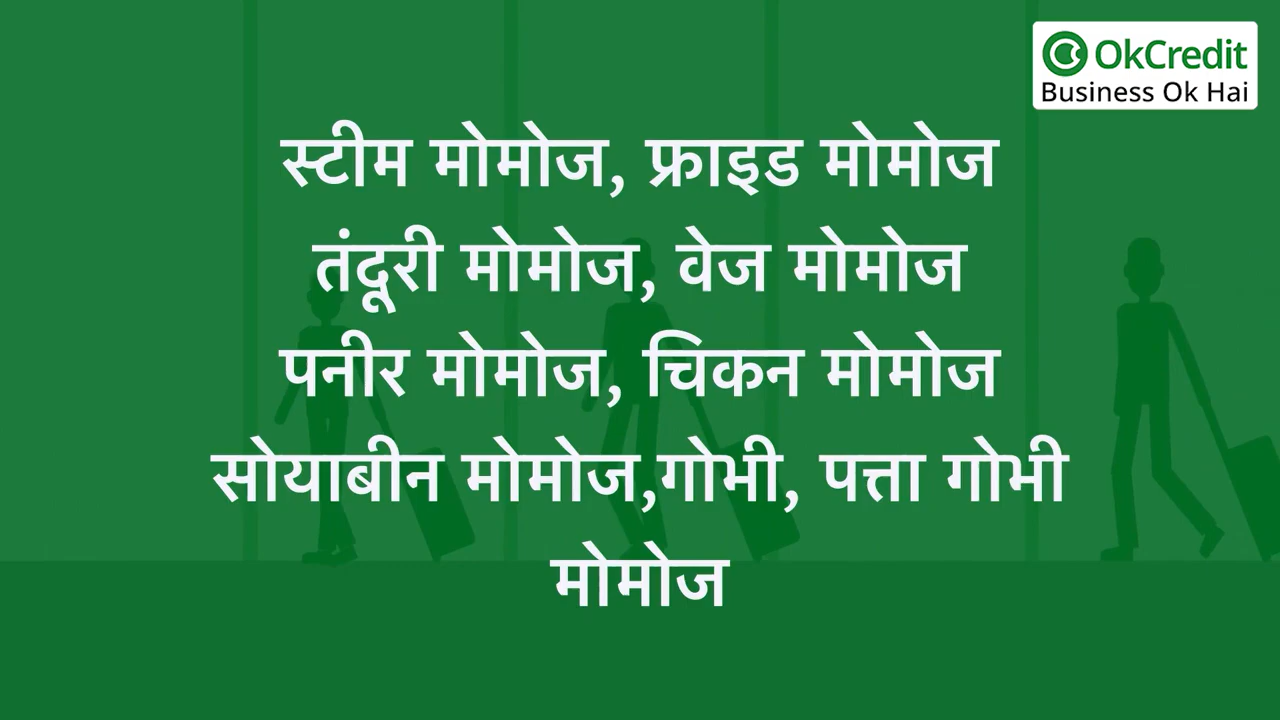 OkCredit
Business Ok Hai
स्टीम मोमोज, फ्राइड मोमोज
तंदूरी मोमोज, वेज मोमोज
पनीर मोमोज, चिकन मोमोज
सोयाबीन मोमोज,गोभी, पत्ता गोभी
मोमोज